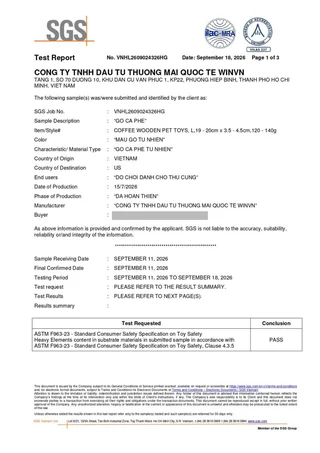 SGS
ilac-MRA
BUREAU OF ACCREDITATION
VILAS 237
Test Report No. VNHL2609024326HG Date: September 18, 2026 Page 1 of 3
CONG TY TNHH DAU TU THUONG MAI QUOC TE WINVN
TANG 1, SO 70 DUONG 10, KHU DAN CU VAN PHUC 1, KP22, PHUONG HIEP BINH, THANH PHO HO CHI
MINH, VIET NAM
The following sample(s) was/were submitted and identified by the client as:
SGS Job No. : VNHL2609024326HG
Sample Description : "GO CA PHE"
Item/Style# : COFFEE WOODEN PET TOYS, L,19 - 20cm x 3.5 - 4.5cm,120 - 140g
Color : "MAU GO TU NHIEN"
Characteristic/ Material Type : "GO CA PHE TU NHIEN"
Country of Origin : VIETNAM
Country of Destination : US
End users : "DO CHOI DANH CHO THU CUNG"
Date of Production : 15/7/2026
Phase of Production : "DA HOAN THIEN"
Manufacturer : "CONG TY TNHH DAU TU THUONG MAI QUOC TE WINVN"
Buyer :
As above information is provided and confirmed by the applicant. SGS is not liable to the accuracy, suitability,
reliability or/and integrity of the information.
Sample Receiving Date : SEPTEMBER 11, 2026
Final Confirmed Date : SEPTEMBER 11, 2026
Testing Period : SEPTEMBER 11, 2026 TO SEPTEMBER 18, 2026
Test request : PLEASE REFER TO THE RESULT SUMMARY.
Test Results : PLEASE REFER TO NEXT PAGE(S).
Results summary :
Test Requested Conclusion
ASTM F963-23 - Standard Consumer Safety Specification on Toy Safety
Heavy Elements content in substrate materials in submitted sample in accordance with PASS
ASTM F963-23 - Standard Consumer Safety Specification on Toy Safety, Clause 4.3.5
Member of the SGS Group